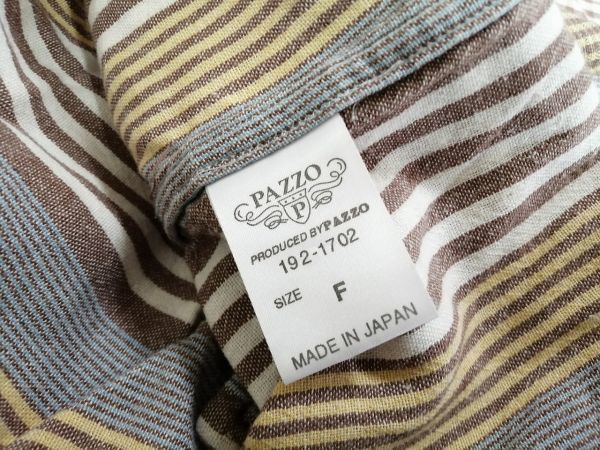 PAZZO
P
PRODUCED BY PAZZO
192-1702
SIZE F
MADE IN JAPAN